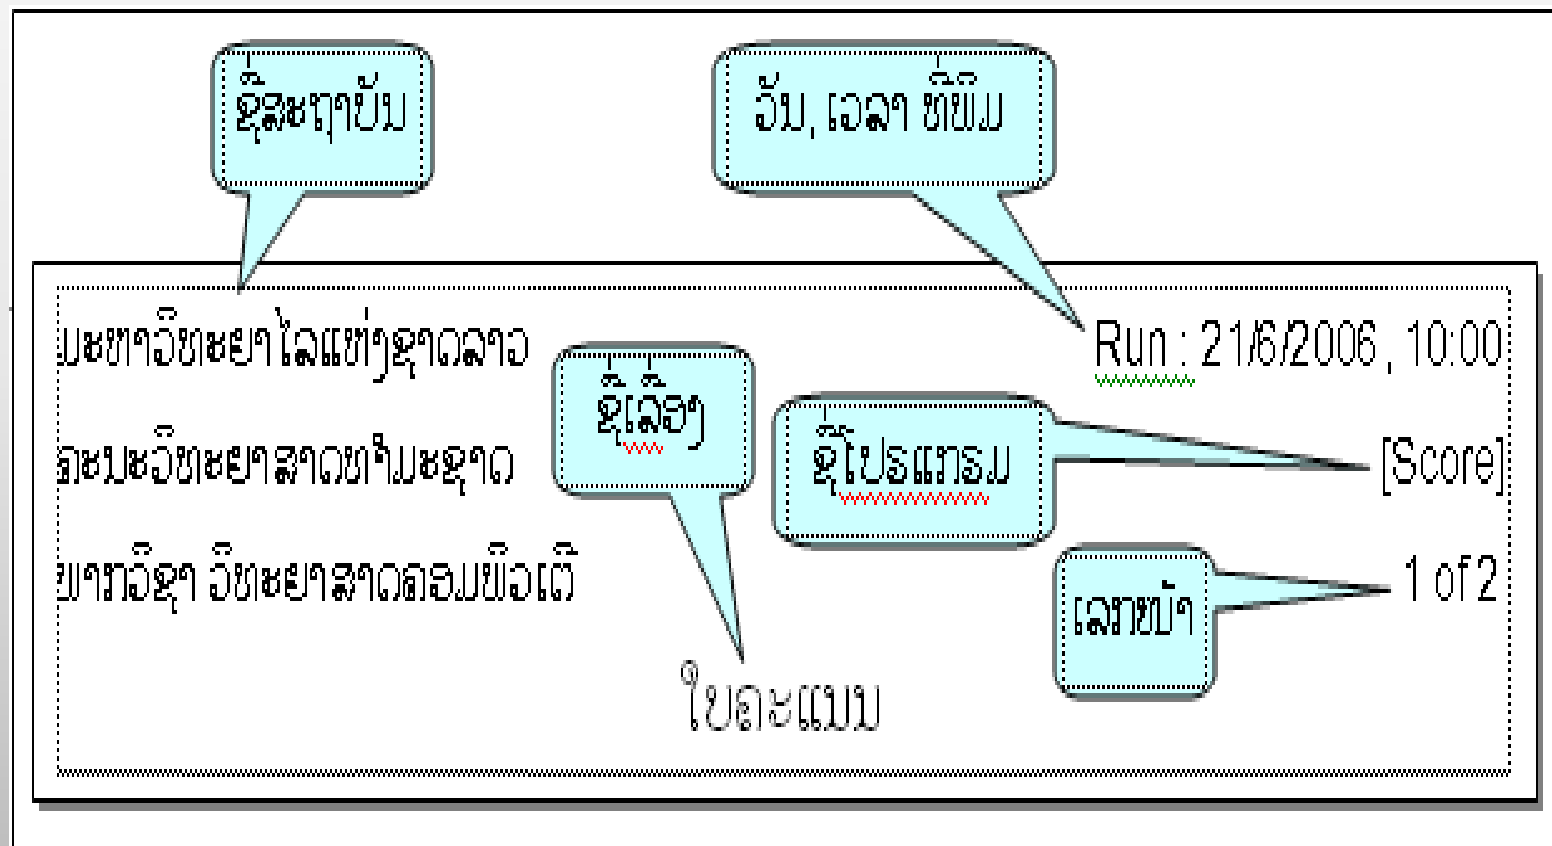 ຊື່ສະຖາບັນ
ວັນ, ເວລາ ທີ່ພິມ
ມະຫາວິທະຍາໄລແຫ່ງຊາດລາວ
Run : 21/6/2006 , 10:00
ຊື່ເລື່ອງ
ຊື່ໂປຣແກຣມ
ຄະນະວິທະຍາສາດທຳມະຊາດ
[Score]
ພາກວິຊາ ວິທະຍາສາດຄອມພິວເຕີ
ເລກໜ້າ
1 of 2
ໃບຄະແນນ